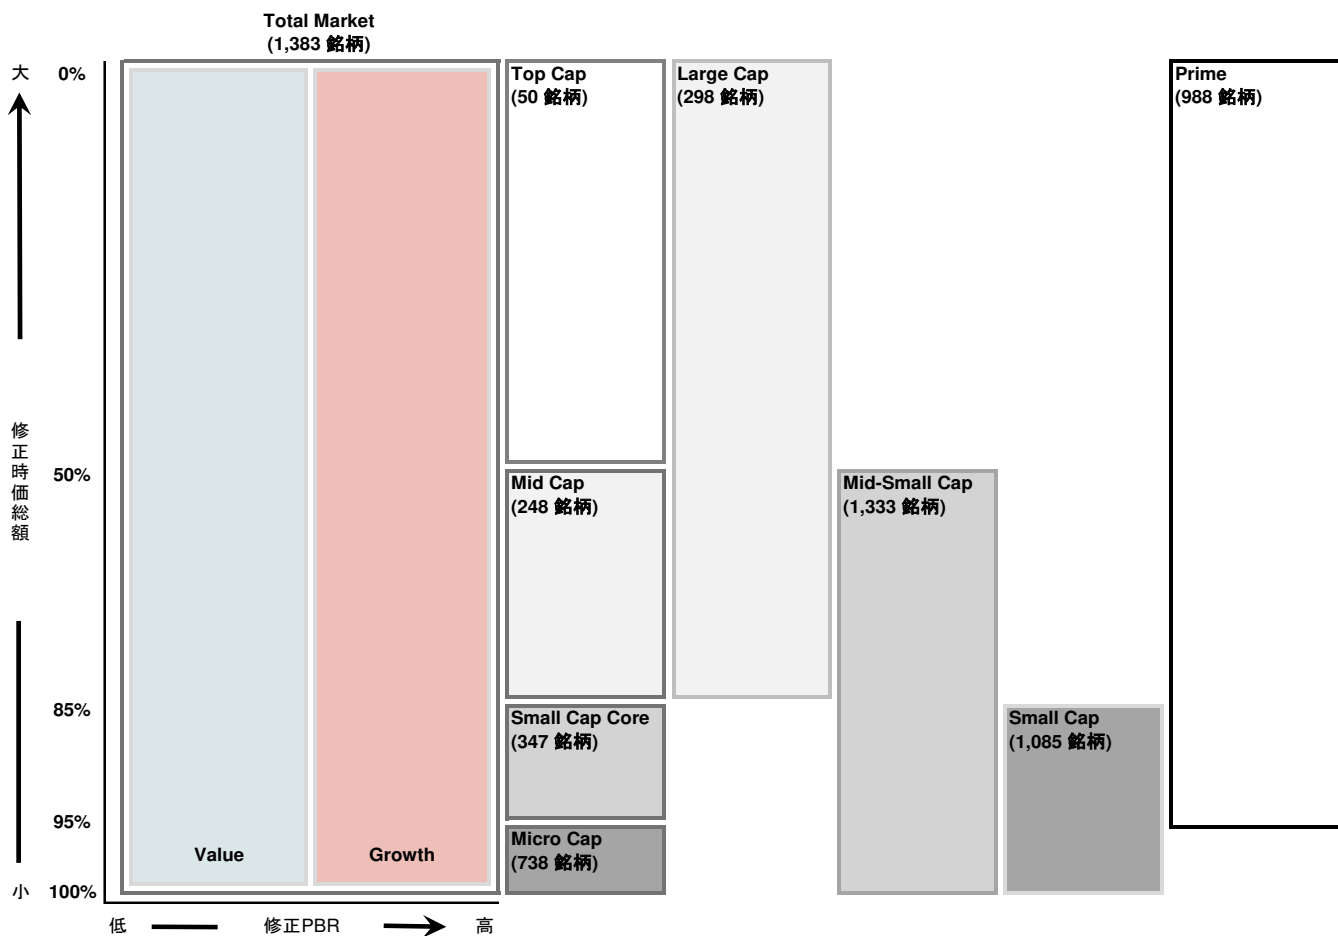 Total Market
(1,383 銘柄)
大
0%
Top Cap
(50 銘柄)
Large Cap
(298 銘柄)
Prime
(988 銘柄)
修正時価総額
50%
Mid Cap
(248 銘柄)
Mid-Small Cap
(1,333 銘柄)
85%
Small Cap Core
(347 銘柄)
Small Cap
(1,085 銘柄)
95%
Micro Cap
(738 銘柄)
Value
Growth
小
100%
低
修正PBR
高